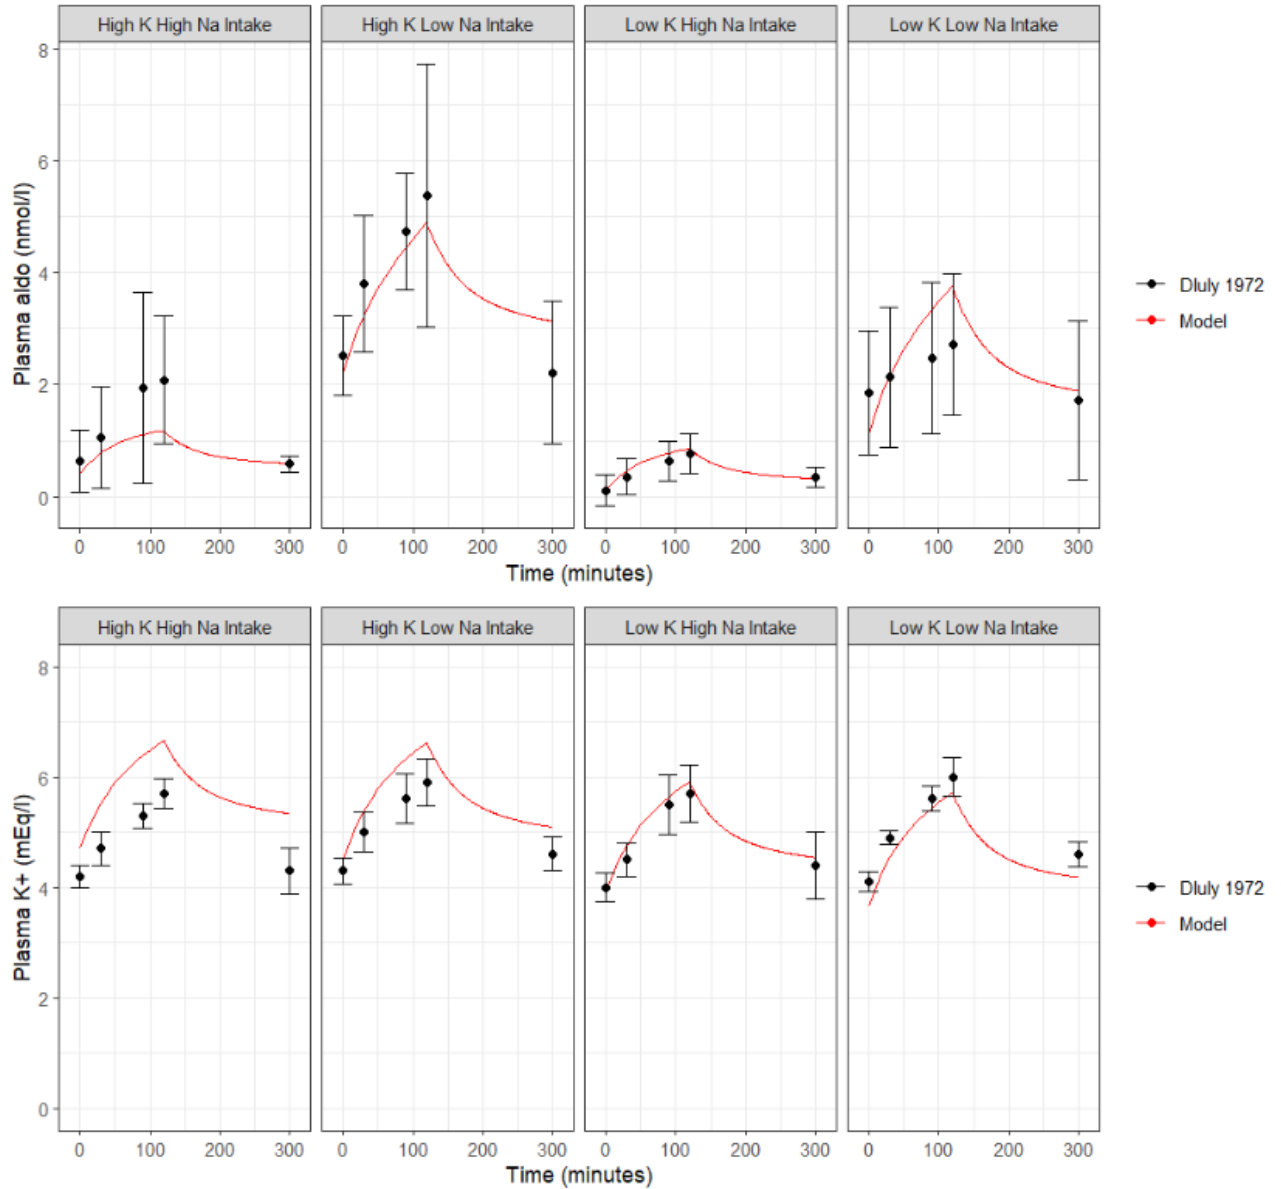 High K High Na Intake High K Low Na Intake Low K High Na Intake Low K Low Na Intake
8
6
4
2
0
Plasma aldo (nmol/l)
0 100 200 300 0 100 200 300 0 100 200 300 0 100 200 300
Time (minutes)
Dluly 1972
Model
High K High Na Intake High K Low Na Intake Low K High Na Intake Low K Low Na Intake
8
6
4
2
0
Plasma K+ (mEq/l)
0 100 200 300 0 100 200 300 0 100 200 300 0 100 200 300
Time (minutes)
Dluly 1972
Model